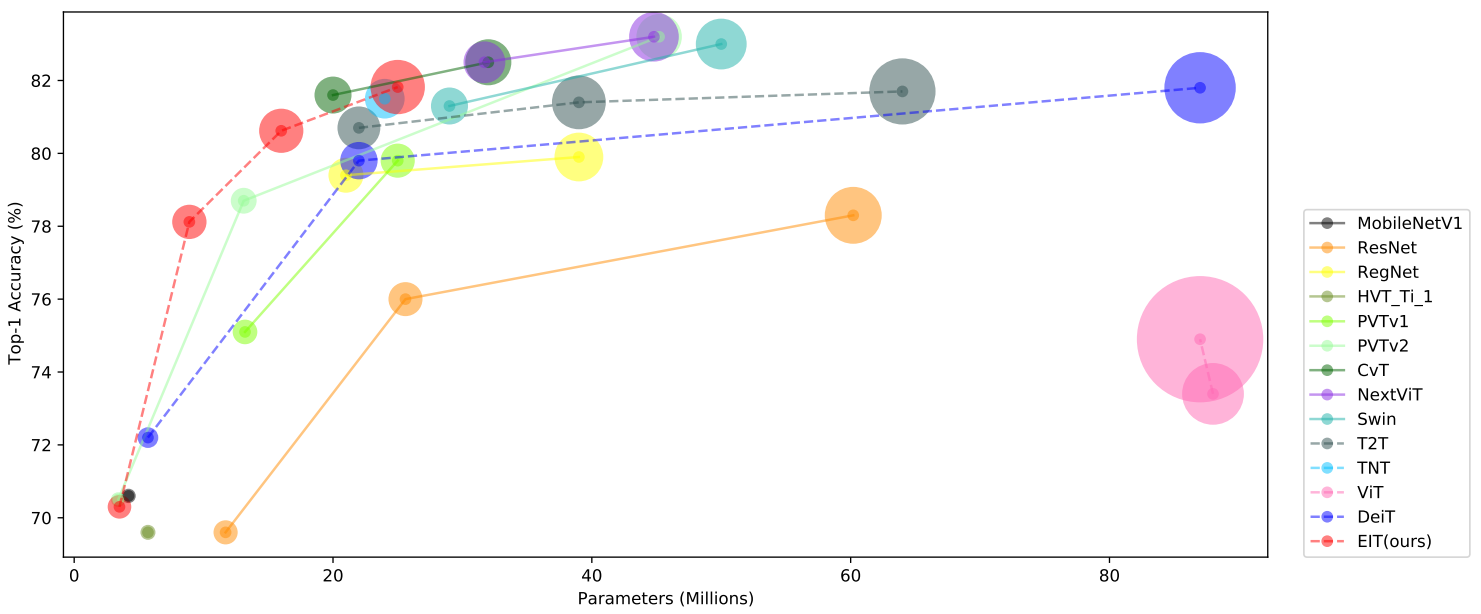 Top-1 Accuracy (%)
82
80
78
76
74
72
70
0 20 40 60 80
Parameters (Millions)
MobileNetV1
ResNet
RegNet
HVT_Ti_1
PVTv1
PVTv2
CvT
NextViT
Swin
T2T
TNT
ViT
DeiT
EIT(ours)